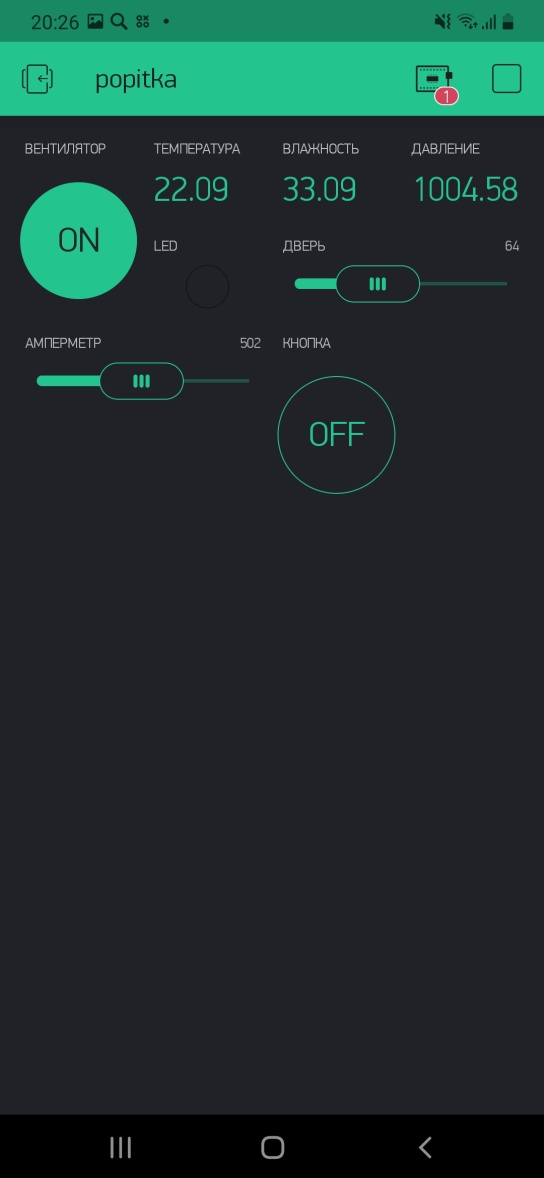 20:26
popitka
1
ВЕНТИЛЯТОР ТЕМПЕРАТУРА ВЛАЖНОСТЬ ДАВЛЕНИЕ
ON 22.09 33.09 1004.58
LED ДВЕРЬ 64
АМПЕРМЕТР 502 КНОПКА
OFF